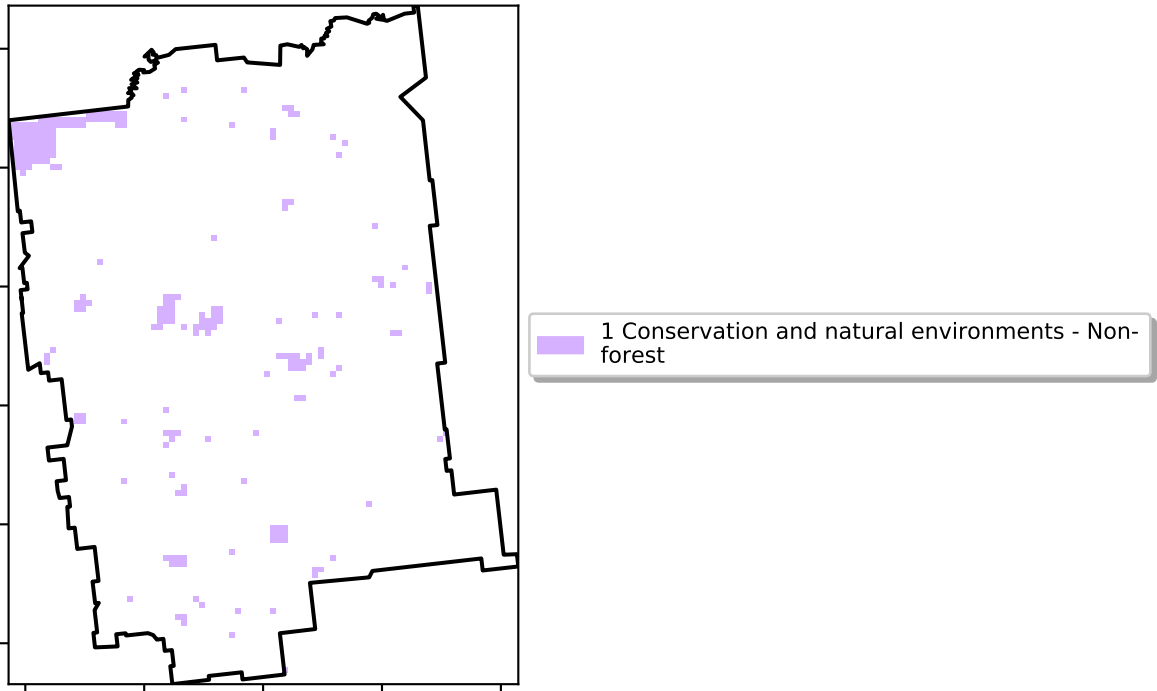 1 Conservation and natural environments - Non-
forest